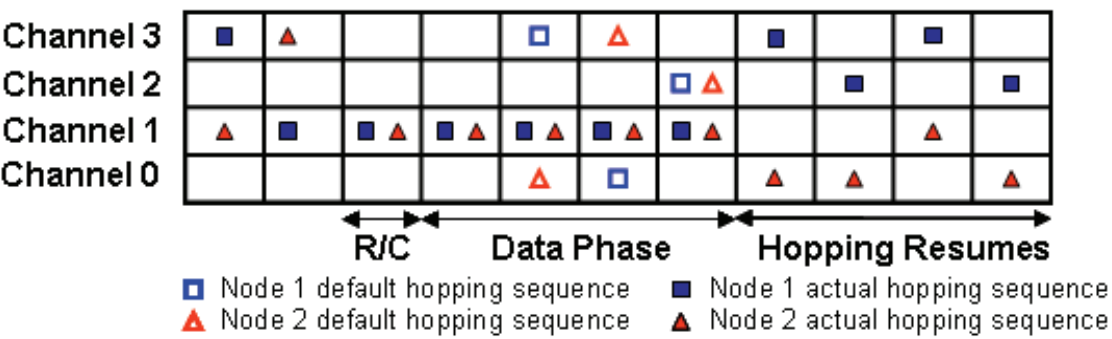 Channel 3
Channel 2
Channel 1
Channel 0
R/C Data Phase Hopping Resumes
Node 1 default hopping sequence Node 1 actual hopping sequence
Node 2 default hopping sequence Node 2 actual hopping sequence